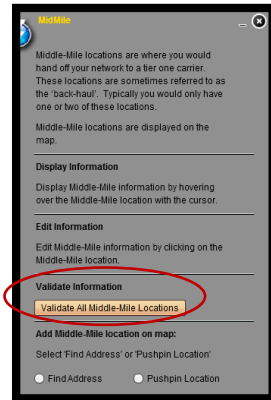 MidMile
Middle-Mile locations are where you would
hand off your network to a tier one carrier.
These locations are sometimes referred to as
the 'back-haul'. Typically you would only have
one or two of these locations.
Middle-Mile locations are displayed on the
map.
Display Information
Display Middle-Mile information by hovering
over the Middle-Mile location with the cursor.
Edit Information
Edit Middle-Mile information by clicking on the
Middle-Mile location.
Validate Information
Validate All Middle-Mile Locations
Add Middle-Mile location on map:
Select 'Find Address' or 'Pushpin Location'
Find Address Pushpin Location